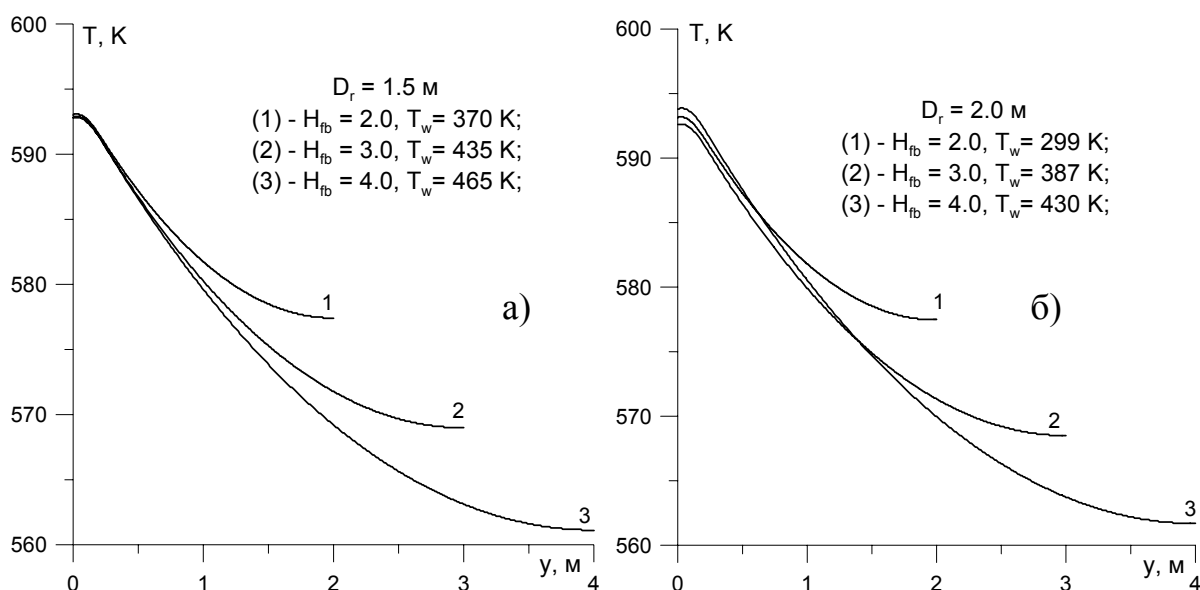 600
T, K
D_r = 1.5 м
(1) - H_fb = 2.0, T_w= 370 K;
(2) - H_fb = 3.0, T_w= 435 K;
(3) - H_fb = 4.0, T_w= 465 K;
590
580
570
560
1
2
3
а)
0 1 2 3 4
y, м
600
T, K
D_r = 2.0 м
(1) - H_fb = 2.0, T_w= 299 K;
(2) - H_fb = 3.0, T_w= 387 K;
(3) - H_fb = 4.0, T_w= 430 K;
590
580
570
560
1
2
3
б)
0 1 2 3 4
y, м